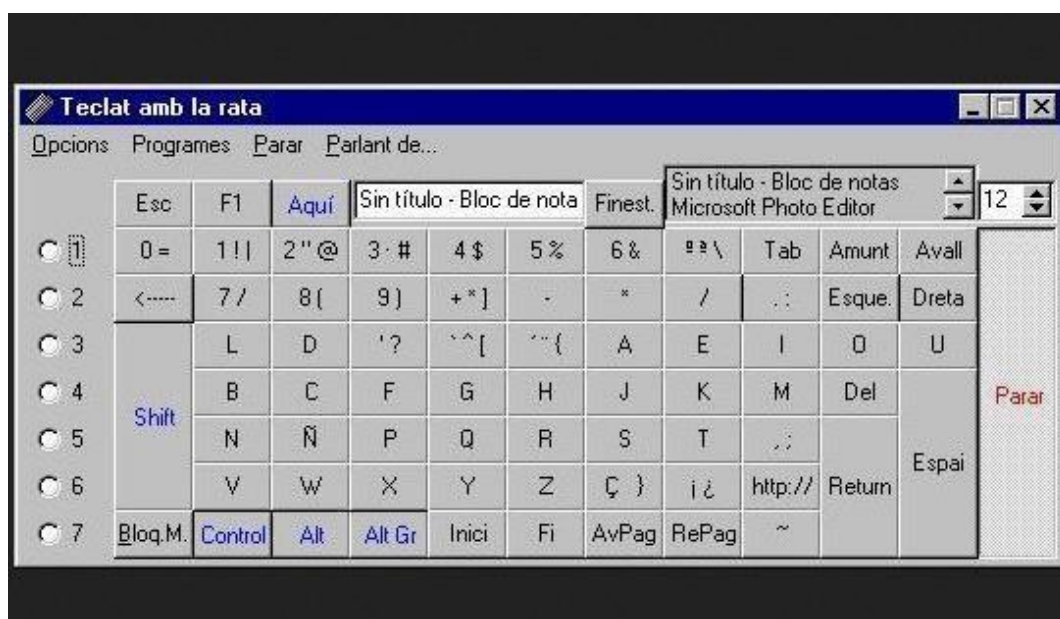 Teclat amb la rata
Opcions Programes Parar Parlant de...
Esc F1 Aquí Sin título - Bloc de nota Finest. Sin título - Bloc de notas 12
Microsoft Photo Editor
1 0 = 1 ! | 2 " @ 3 · # 4 $ 5 % 6 & º ª \ Tab Amunt Avall
2 <----- 7 / 8 ( 9 ) + * ] - * / . : Esque. Dreta
3 L D ' ? ` ^ [ ´ ¨ { A E I O U
4 Shift B C F G H J K M Del Espai Parar
5 N Ñ P Q R S T , ; Return
6 V W X Y Z Ç } ¡ ¿ http://
7 Bloq.M. Control Alt Alt Gr Inici Fi AvPag RePag ~